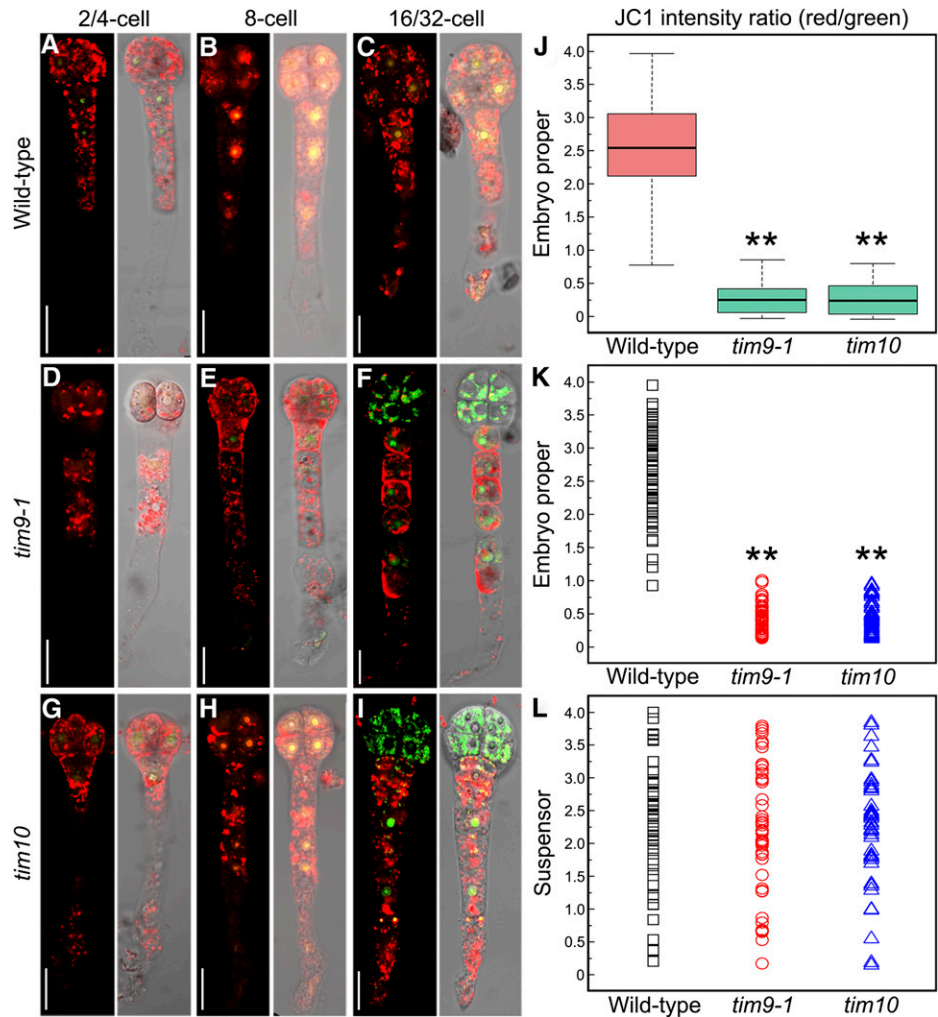 2/4-cell 8-cell 16/32-cell JC1 intensity ratio (red/green)
A B C J
Wild-type
Embryo proper
4.0
3.5
3.0
2.5
2.0
1.5
1.0
0.5
0
** **
Wild-type tim9-1 tim10
D E F K
tim9-1
Embryo proper
4.0
3.5
3.0
2.5
2.0
1.5
1.0
0.5
0
** **
Wild-type tim9-1 tim10
G H I L
tim10
Suspensor
4.0
3.5
3.0
2.5
2.0
1.5
1.0
0.5
0
Wild-type tim9-1 tim10